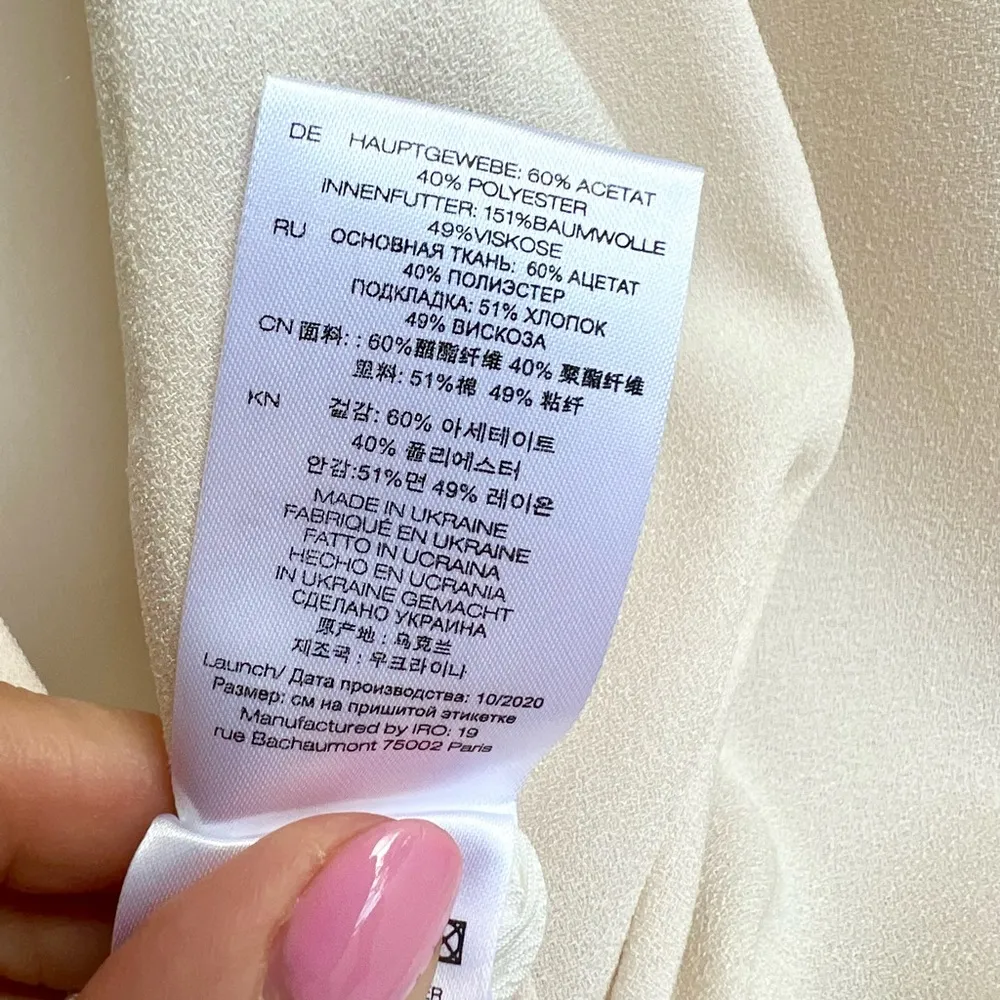 DE HAUPTGEWEBE: 60% ACETAT
40% POLYESTER
INNENFUTTER: 151%BAUMWOLLE
49%VISKOSE
RU ОСНОВНАЯ ТКАНЬ: 60% АЦЕТАТ
40% ПОЛИЭСТЕР
ПОДКЛАДКА: 51% ХЛОПОК
49% ВИСКОЗА
CN 面料: : 60%醋酯纤维 40% 聚酯纤维
里料: 51%棉 49% 粘纤
KN 겉감: 60% 아세테이트
40% 폴리에스터
안감:51%면 49% 레이온
MADE IN UKRAINE
FABRIQUÉ EN UKRAINE
FATTO IN UCRAINA
HECHO EN UCRANIA
IN UKRAINE GEMACHT
СДЕЛАНО УКРАИНА
原产地 : 乌克兰
제조국 : 우크라이나
Launch/ Дата производства: 10/2020
Размер: см на пришитой этикетке
Manufactured by IRO: 19
rue Bachaumont 75002 Paris